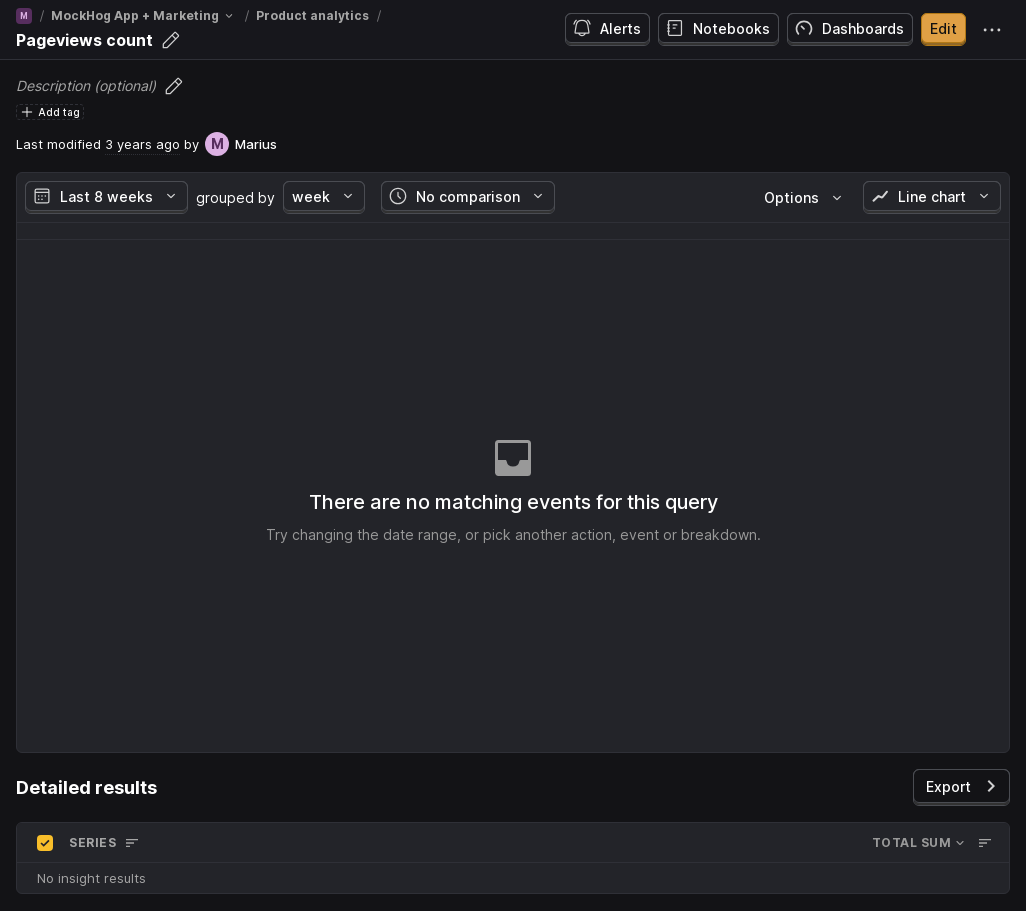 M / MockHog App + Marketing / Product analytics /
Pageviews count
Alerts Notebooks Dashboards Edit
Description (optional)
Add tag
Last modified 3 years ago by M Marius
Last 8 weeks grouped by week No comparison Options Line chart
There are no matching events for this query
Try changing the date range, or pick another action, event or breakdown.
Detailed results
Export
SERIES TOTAL SUM
No insight results